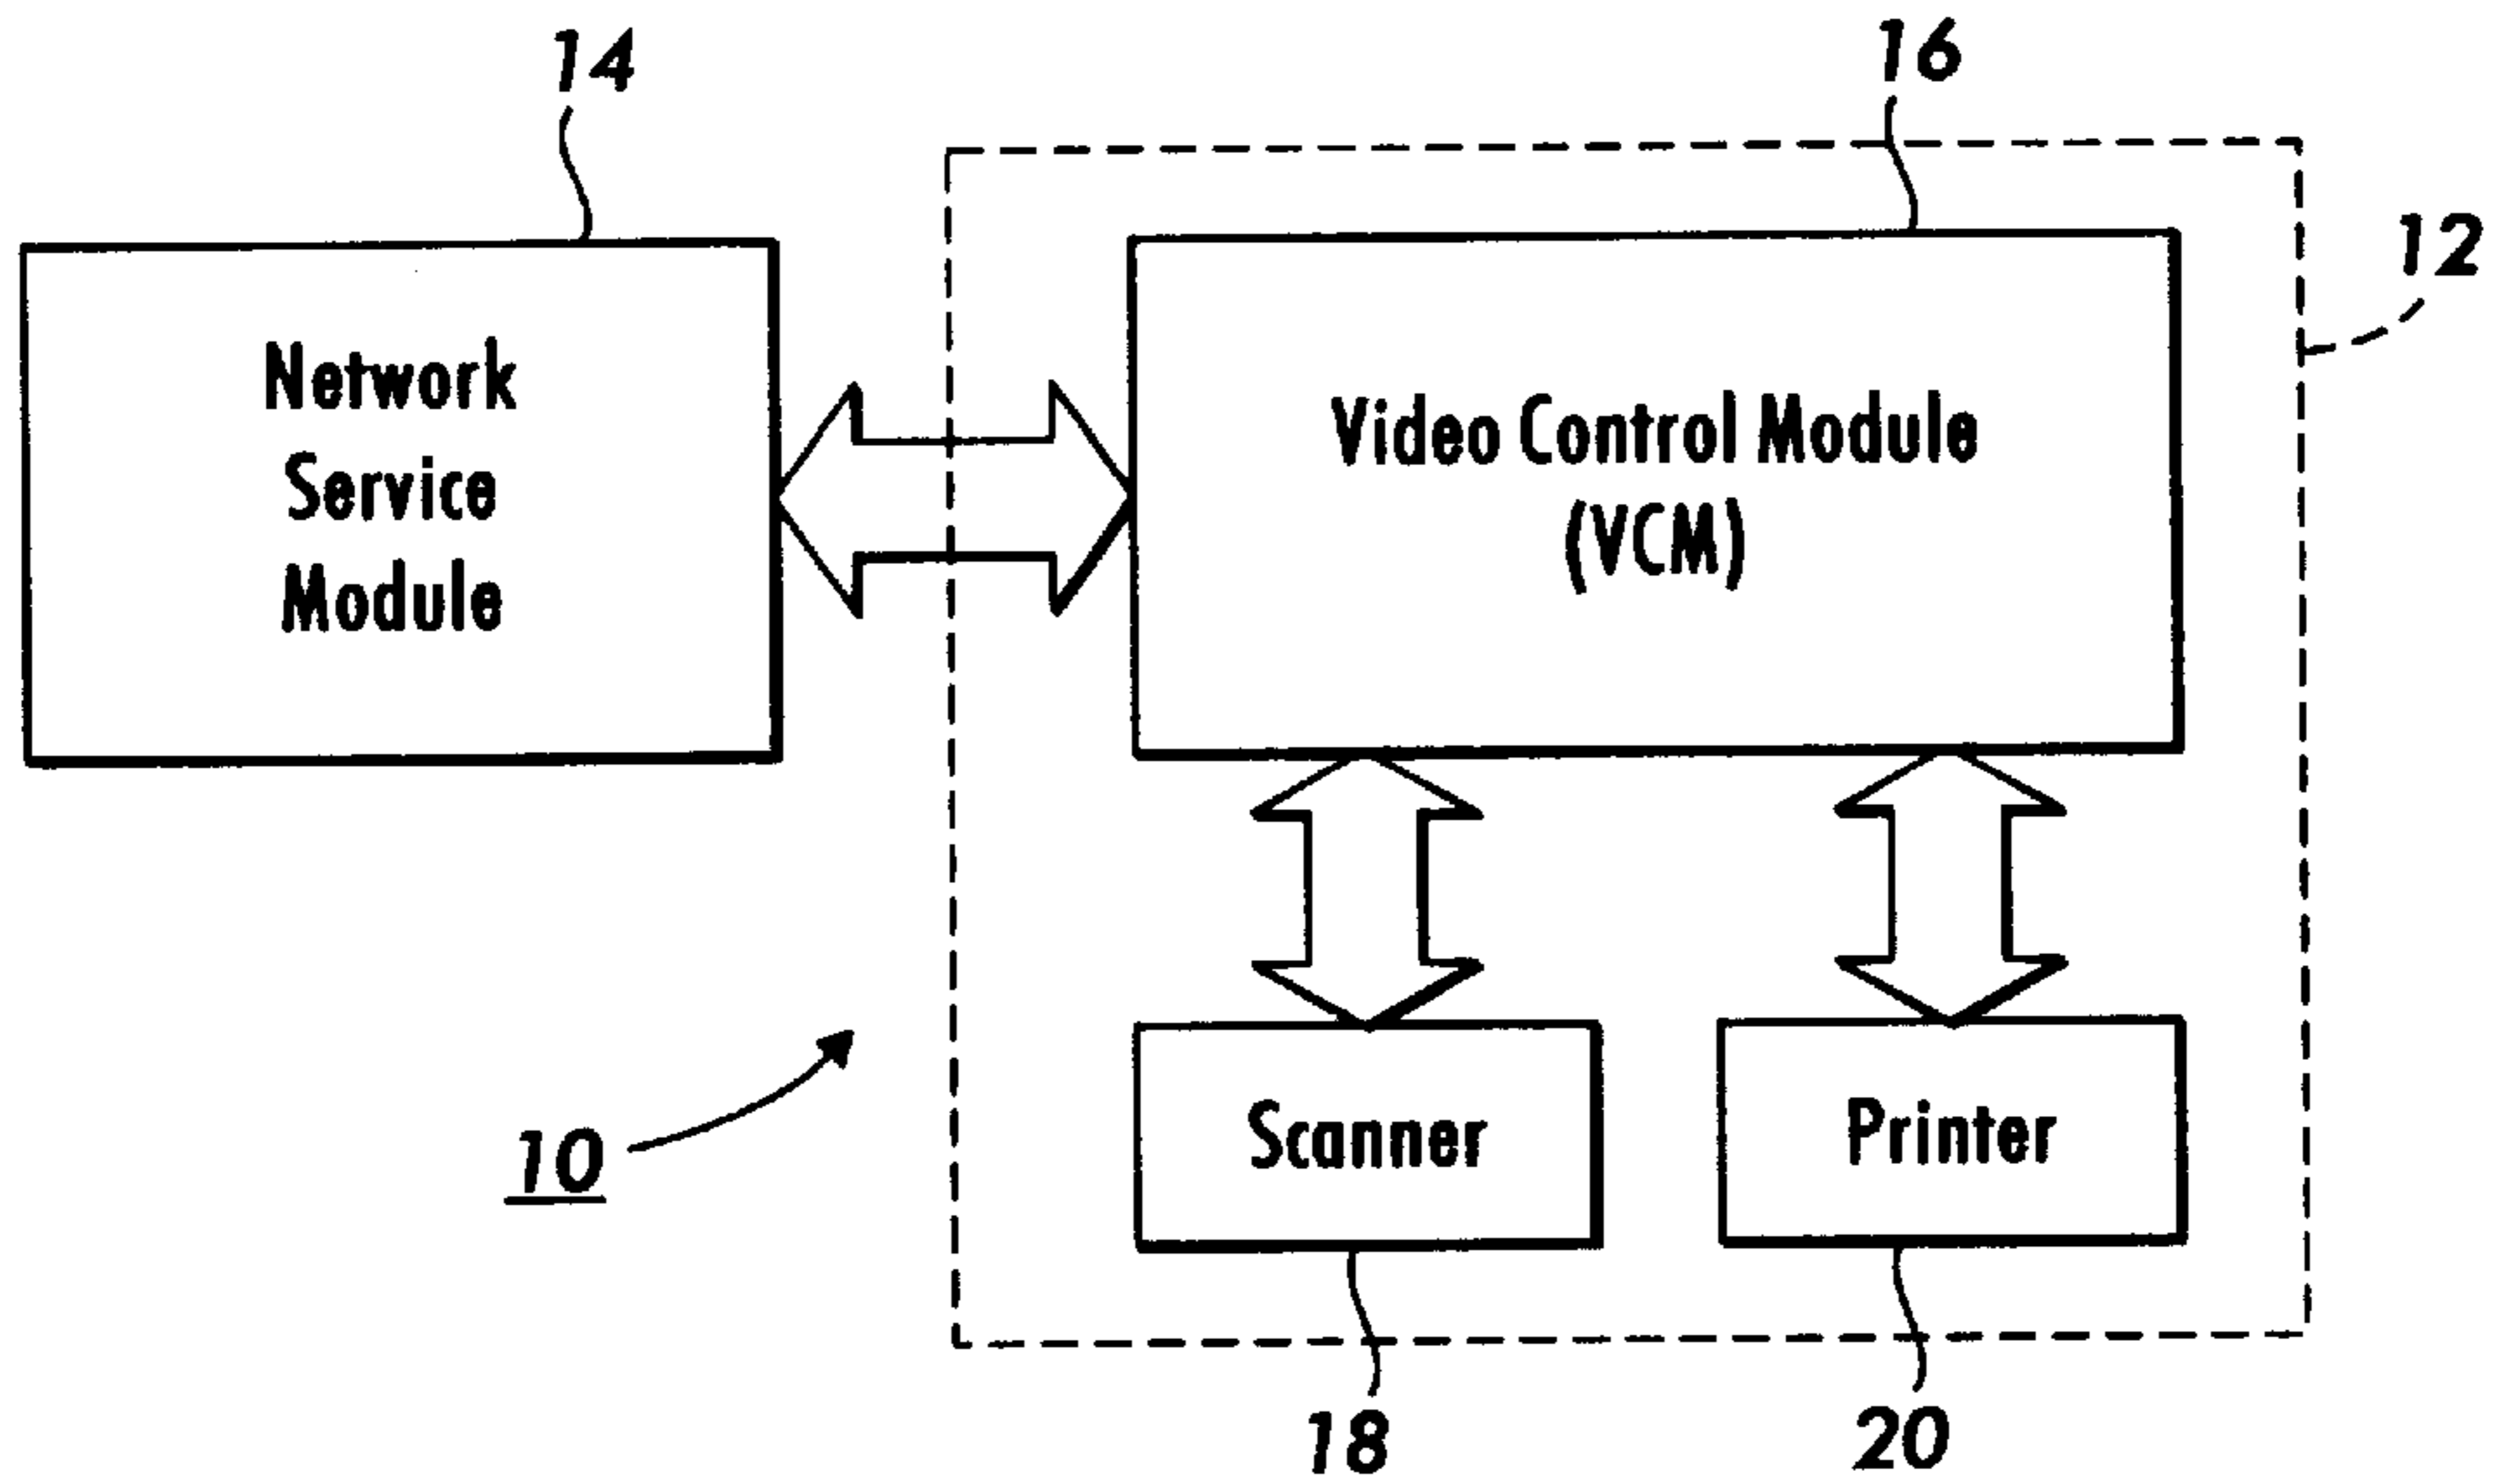 14
16
12
Network
Service
Module
Video Control Module
(VCM)
10
Scanner
Printer
18
20